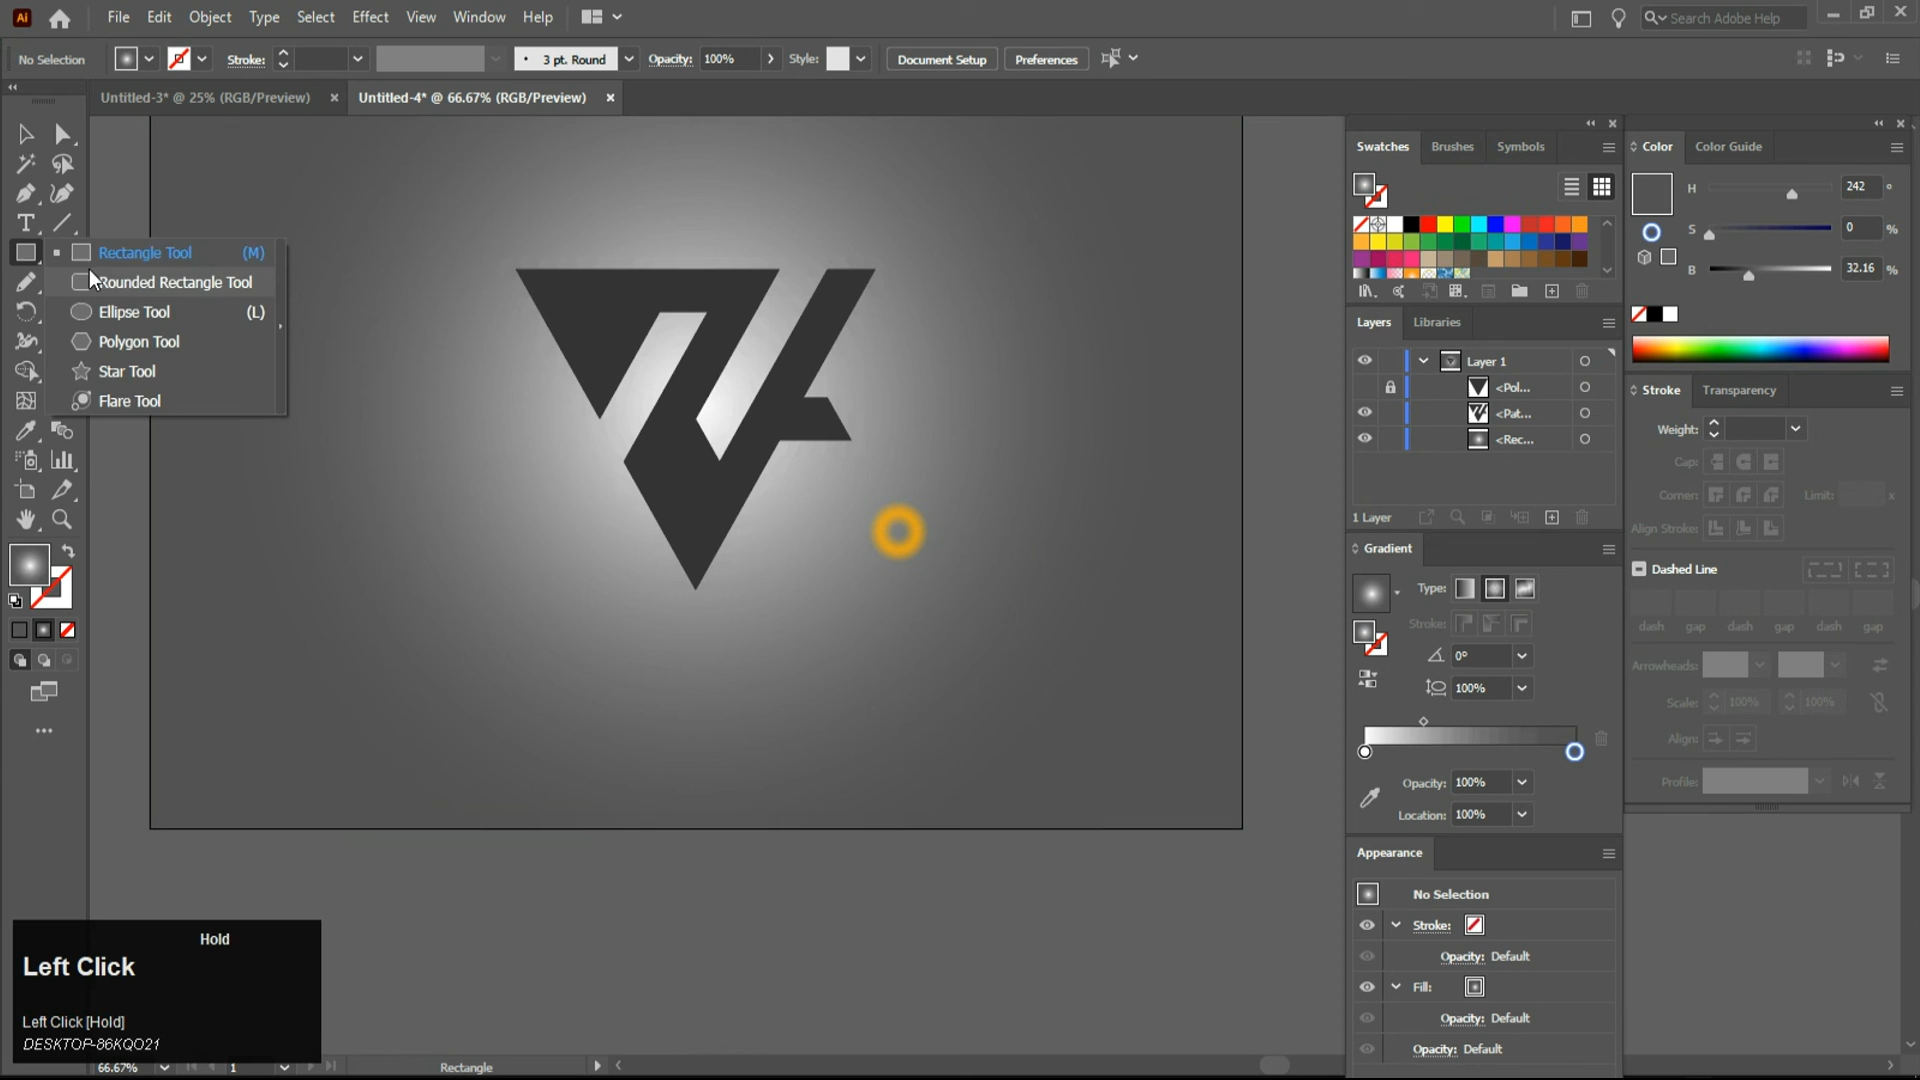 Ai File Edit Object Type Select Effect View Window Help Search Adobe Help
No Selection Stroke: 3 pt. Round Opacity: 100% Style: Document Setup Preferences
Untitled-3* @ 25% (RGB/Preview) Untitled-4* @ 66.67% (RGB/Preview)
Rectangle Tool (M)
Rounded Rectangle Tool
Ellipse Tool (L)
Polygon Tool
Star Tool
Flare Tool
Swatches Brushes Symbols
Layers Libraries
Layer 1
<Pol...
<Pat...
<Rec...
1 Layer
Gradient
Type:
Stroke:
0°
100%
Opacity: 100%
Location: 100%
Appearance
No Selection
Stroke:
Opacity: Default
Fill:
Opacity: Default
Opacity: Default
Color Color Guide
H 242 °
S 0 %
B 32.16 %
Stroke Transparency
Weight:
Cap:
Corner: Limit: x
Align Stroke:
Dashed Line
dash gap dash gap dash gap
Arrowheads:
Scale: 100% 100%
Align:
Profile:
Hold
Left Click
Left Click [Hold]
DESKTOP-86KQO21
66.67% 1 Rectangle